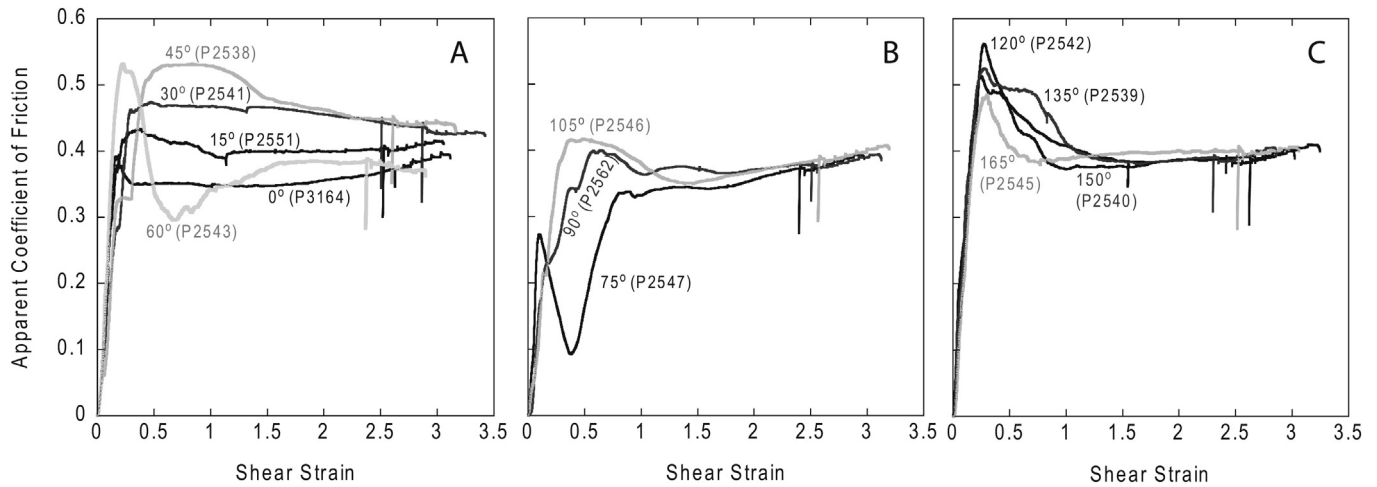 0.6
0.5
0.4
0.3
0.2
0.1
0
Apparent Coefficient of Friction
A
45° (P2538)
30° (P2541)
15° (P2551)
0° (P3164)
60° (P2543)
0 0.5 1 1.5 2 2.5 3 3.5
Shear Strain
B
105° (P2546)
90° (P2562)
75° (P2547)
0 0.5 1 1.5 2 2.5 3 3.5
Shear Strain
C
120° (P2542)
135° (P2539)
165°
(P2545)
150°
(P2540)
0 0.5 1 1.5 2 2.5 3 3.5
Shear Strain